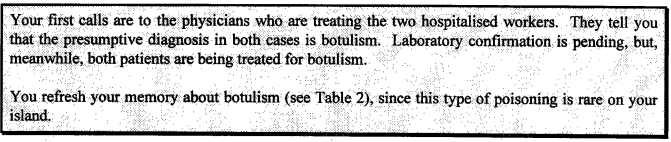 Your first calls are to the physicians who are treating the two hospitalised workers. They tell you
that the presumptive diagnosis in both cases is botulism. Laboratory confirmation is pending, but,
meanwhile, both patients are being treated for botulism.
You refresh your memory about botulism (see Table 2), since this type of poisoning is rare on your
island.